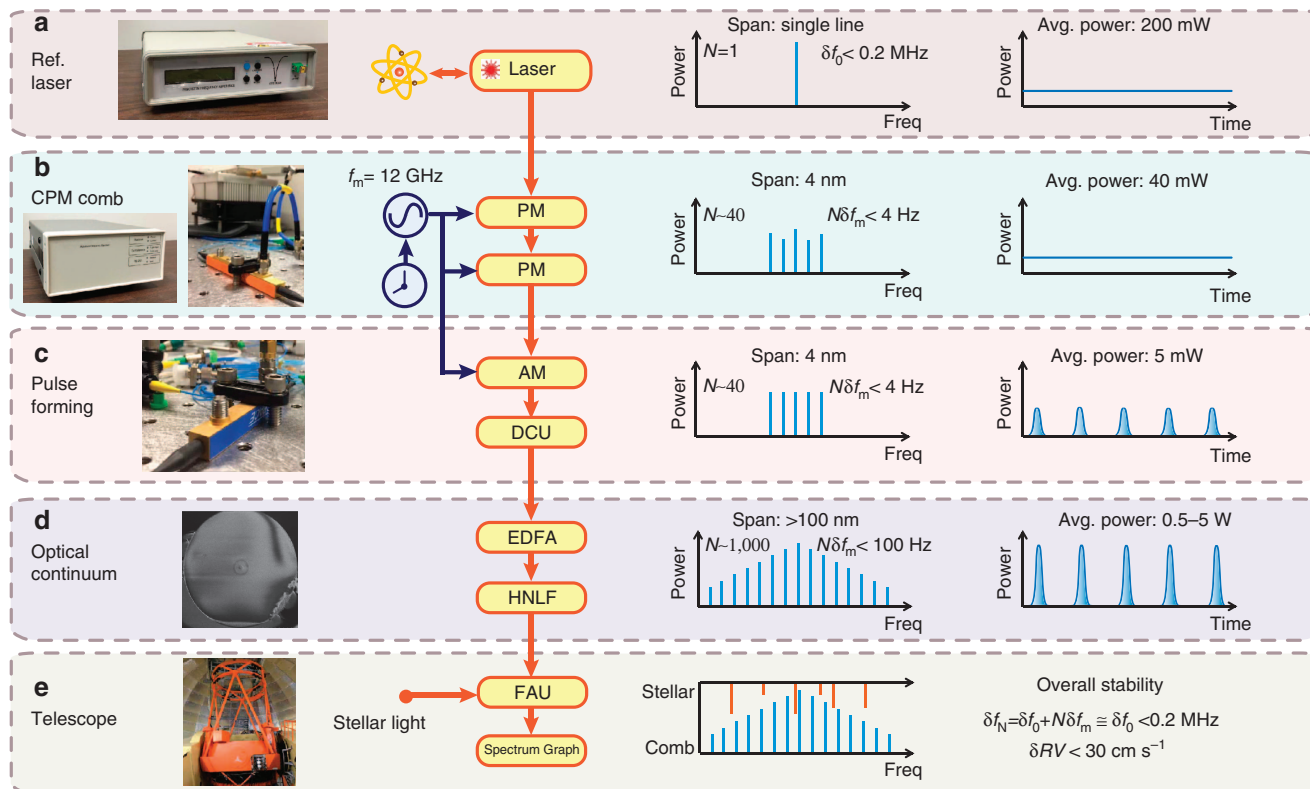 a
Ref.
laser
Laser
Span: single line
N=1
δf0< 0.2 MHz
Power
Freq
Avg. power: 200 mW
Power
Time
b
CPM comb
fm= 12 GHz
PM
PM
Span: 4 nm
N~40
Nδfm< 4 Hz
Power
Freq
Avg. power: 40 mW
Power
Time
c
Pulse
forming
AM
DCU
Span: 4 nm
N~40
Nδfm< 4 Hz
Power
Freq
Avg. power: 5 mW
Power
Time
d
Optical
continuum
EDFA
HNLF
Span: >100 nm
N~1,000
Nδfm< 100 Hz
Power
Freq
Avg. power: 0.5–5 W
Power
Time
e
Telescope
Stellar light
FAU
Spectrum Graph
Stellar
Comb
Freq
Overall stability
δfN=δf0+Nδfm ≅ δf0 <0.2 MHz
δRV < 30 cm s−1